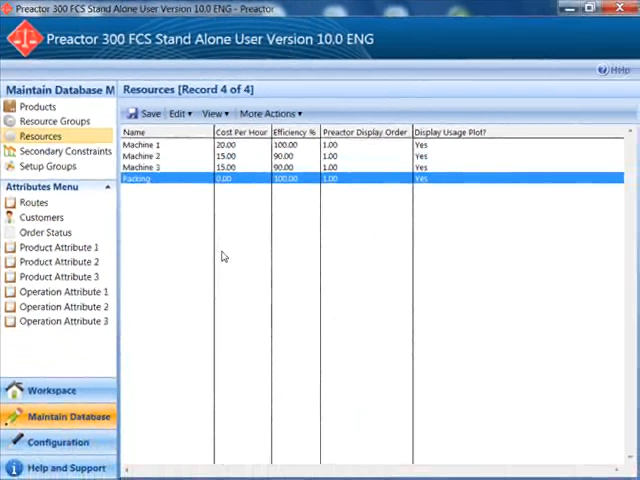 Preactor 300 FCS Stand Alone User Version 10.0 ENG - Preactor
Preactor 300 FCS Stand Alone User Version 10.0 ENG
Help
Maintain Database M
Products
Resource Groups
Resources
Secondary Constraints
Setup Groups
Attributes Menu
Routes
Customers
Order Status
Product Attribute 1
Product Attribute 2
Product Attribute 3
Operation Attribute 1
Operation Attribute 2
Operation Attribute 3
Workspace
Maintain Database
Configuration
Help and Support
Resources [Record 4 of 4]
Save Edit View More Actions
Name Cost Per Hour Efficiency % Preactor Display Order Display Usage Plot?
Machine 1 20.00 100.00 1.00 Yes
Machine 2 15.00 90.00 1.00 Yes
Machine 3 15.00 90.00 1.00 Yes
Packing 0.00 100.00 1.00 Yes